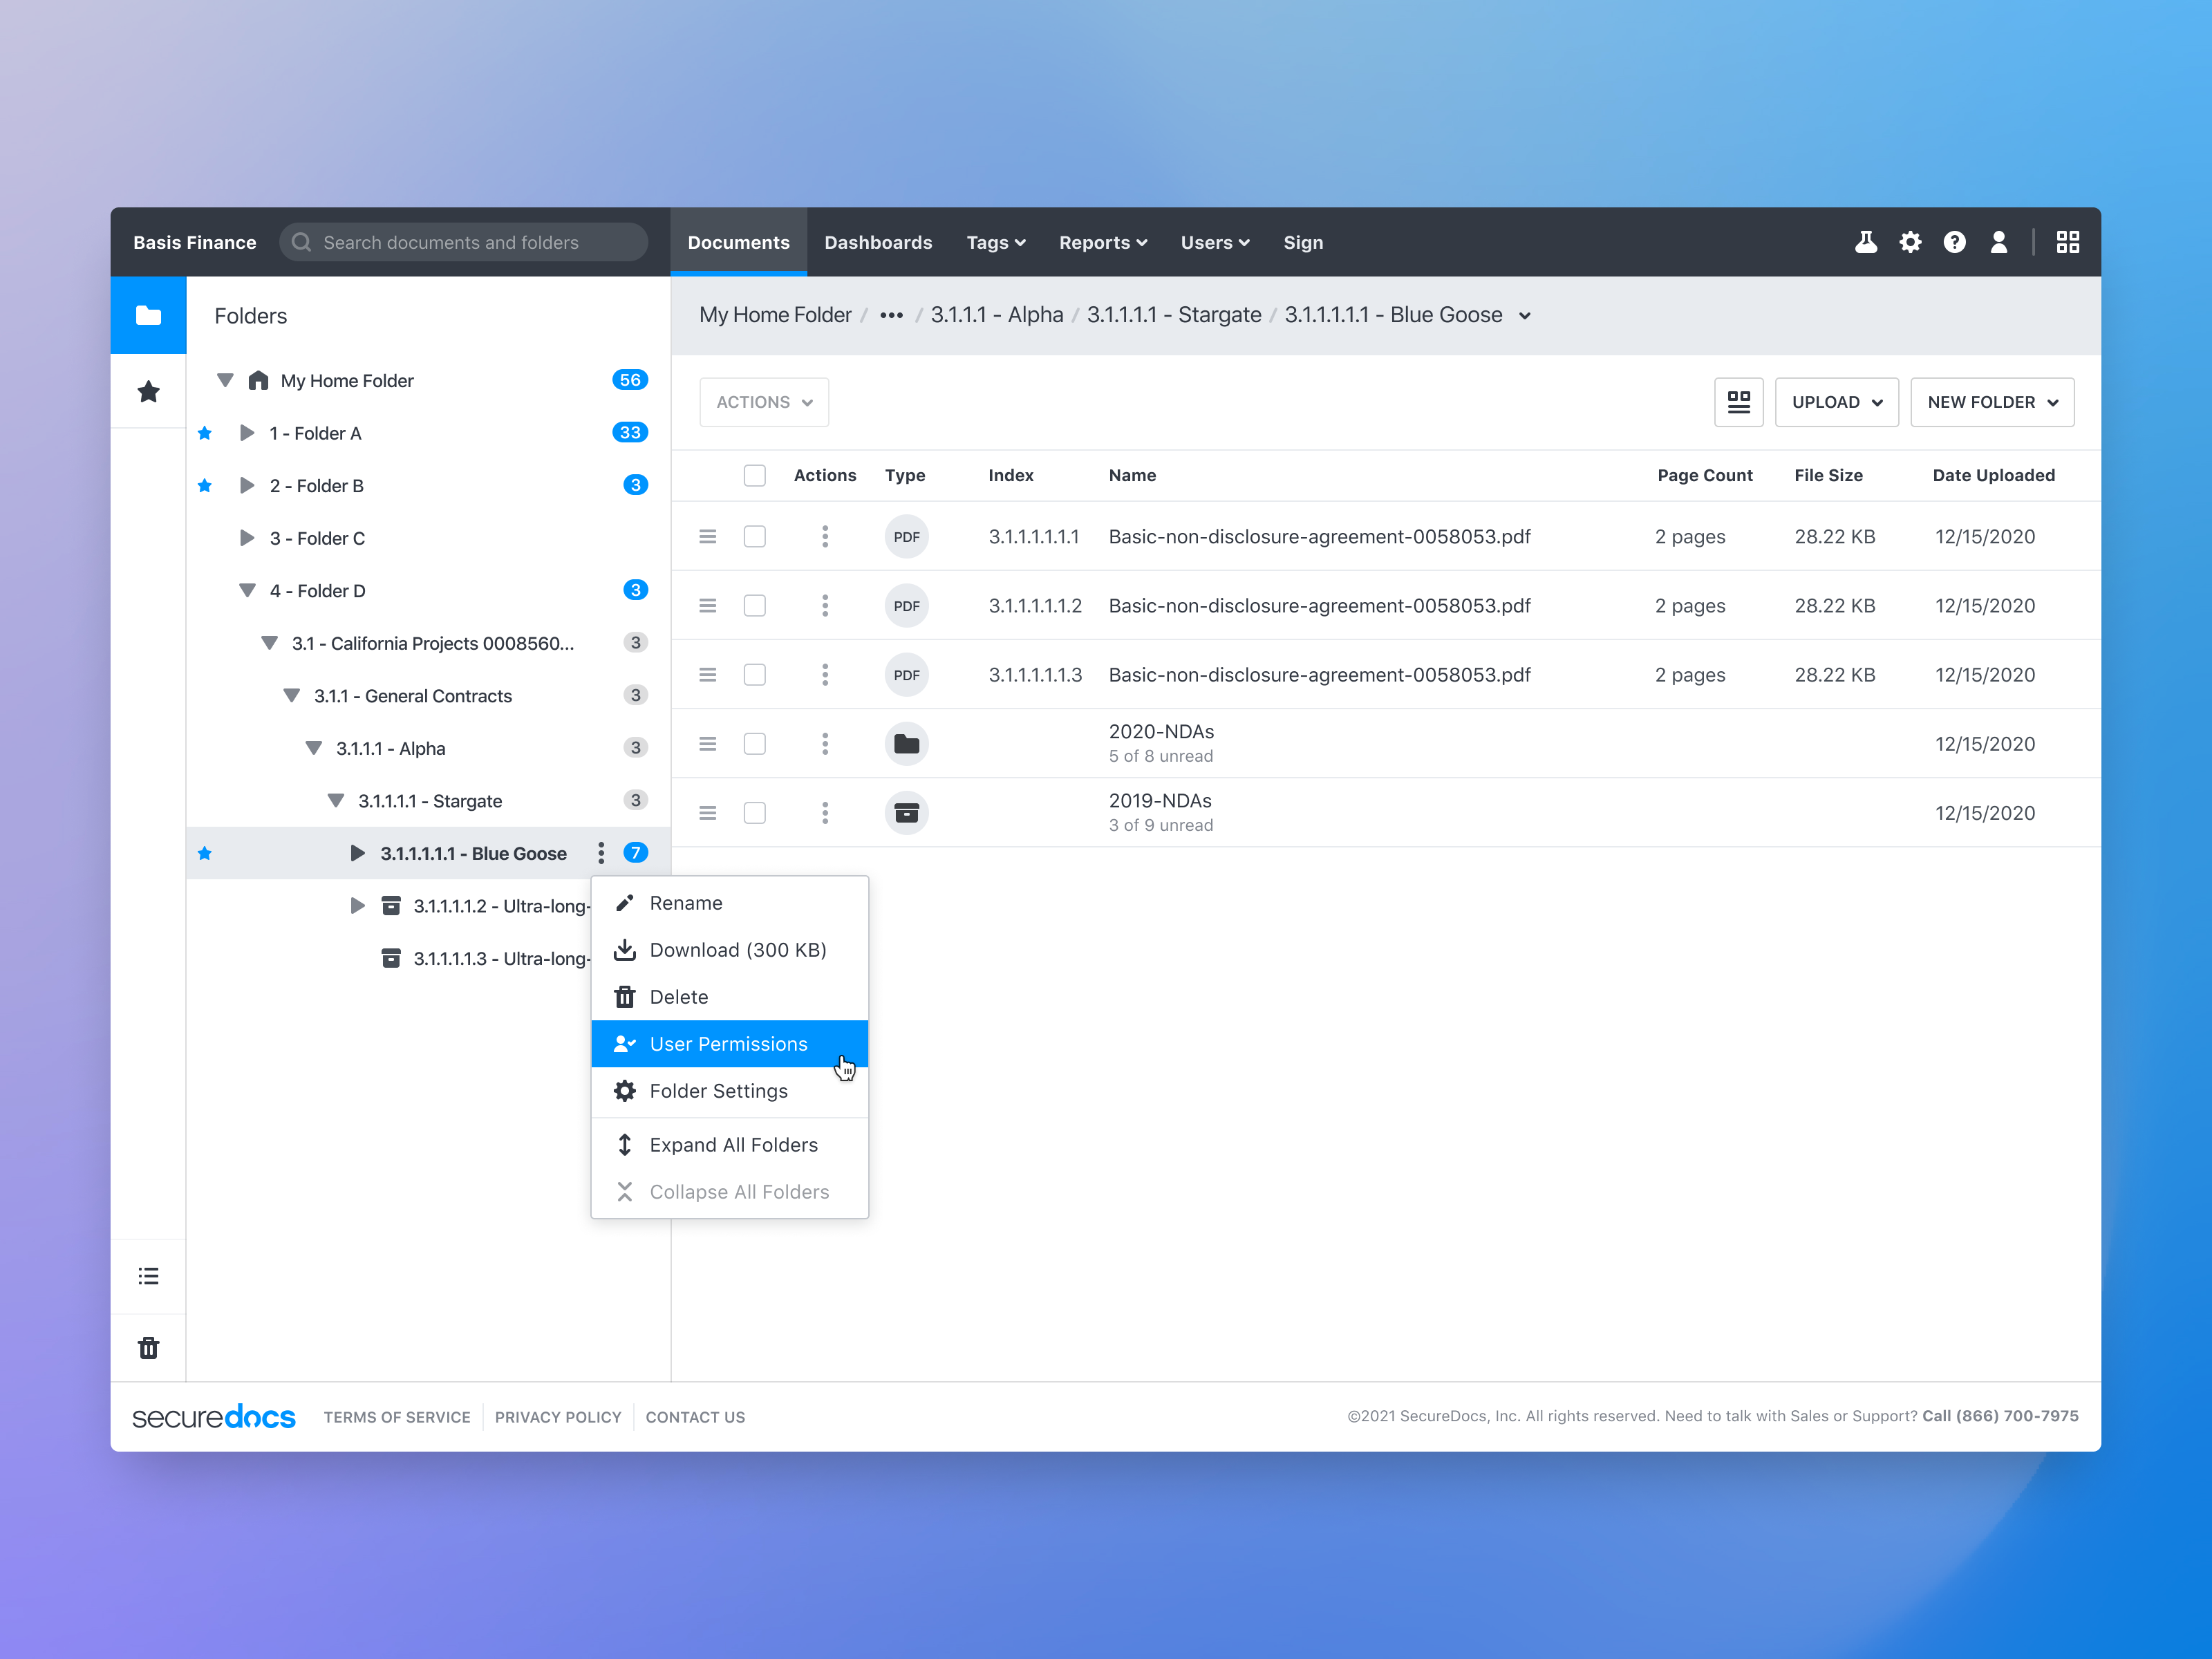 Basis Finance
Search documents and folders
Documents
Dashboards
Tags
Reports
Users
Sign
Folders
My Home Folder 56
1 - Folder A 33
2 - Folder B 3
3 - Folder C
4 - Folder D 3
3.1 - California Projects 0008560... 3
3.1.1 - General Contracts 3
3.1.1.1 - Alpha 3
3.1.1.1.1 - Stargate 3
3.1.1.1.1.1 - Blue Goose 7
3.1.1.1.1.2 - Ultra-long-
3.1.1.1.1.3 - Ultra-long-
Rename
Download (300 KB)
Delete
User Permissions
Folder Settings
Expand All Folders
Collapse All Folders
My Home Folder / ••• / 3.1.1.1 - Alpha / 3.1.1.1.1 - Stargate / 3.1.1.1.1.1 - Blue Goose
ACTIONS
UPLOAD
NEW FOLDER
Actions Type Index Name Page Count File Size Date Uploaded
PDF 3.1.1.1.1.1.1 Basic-non-disclosure-agreement-0058053.pdf 2 pages 28.22 KB 12/15/2020
PDF 3.1.1.1.1.1.2 Basic-non-disclosure-agreement-0058053.pdf 2 pages 28.22 KB 12/15/2020
PDF 3.1.1.1.1.1.3 Basic-non-disclosure-agreement-0058053.pdf 2 pages 28.22 KB 12/15/2020
2020-NDAs 12/15/2020
5 of 8 unread
2019-NDAs 12/15/2020
3 of 9 unread
securedocs
TERMS OF SERVICE
PRIVACY POLICY
CONTACT US
©2021 SecureDocs, Inc. All rights reserved. Need to talk with Sales or Support? Call (866) 700-7975